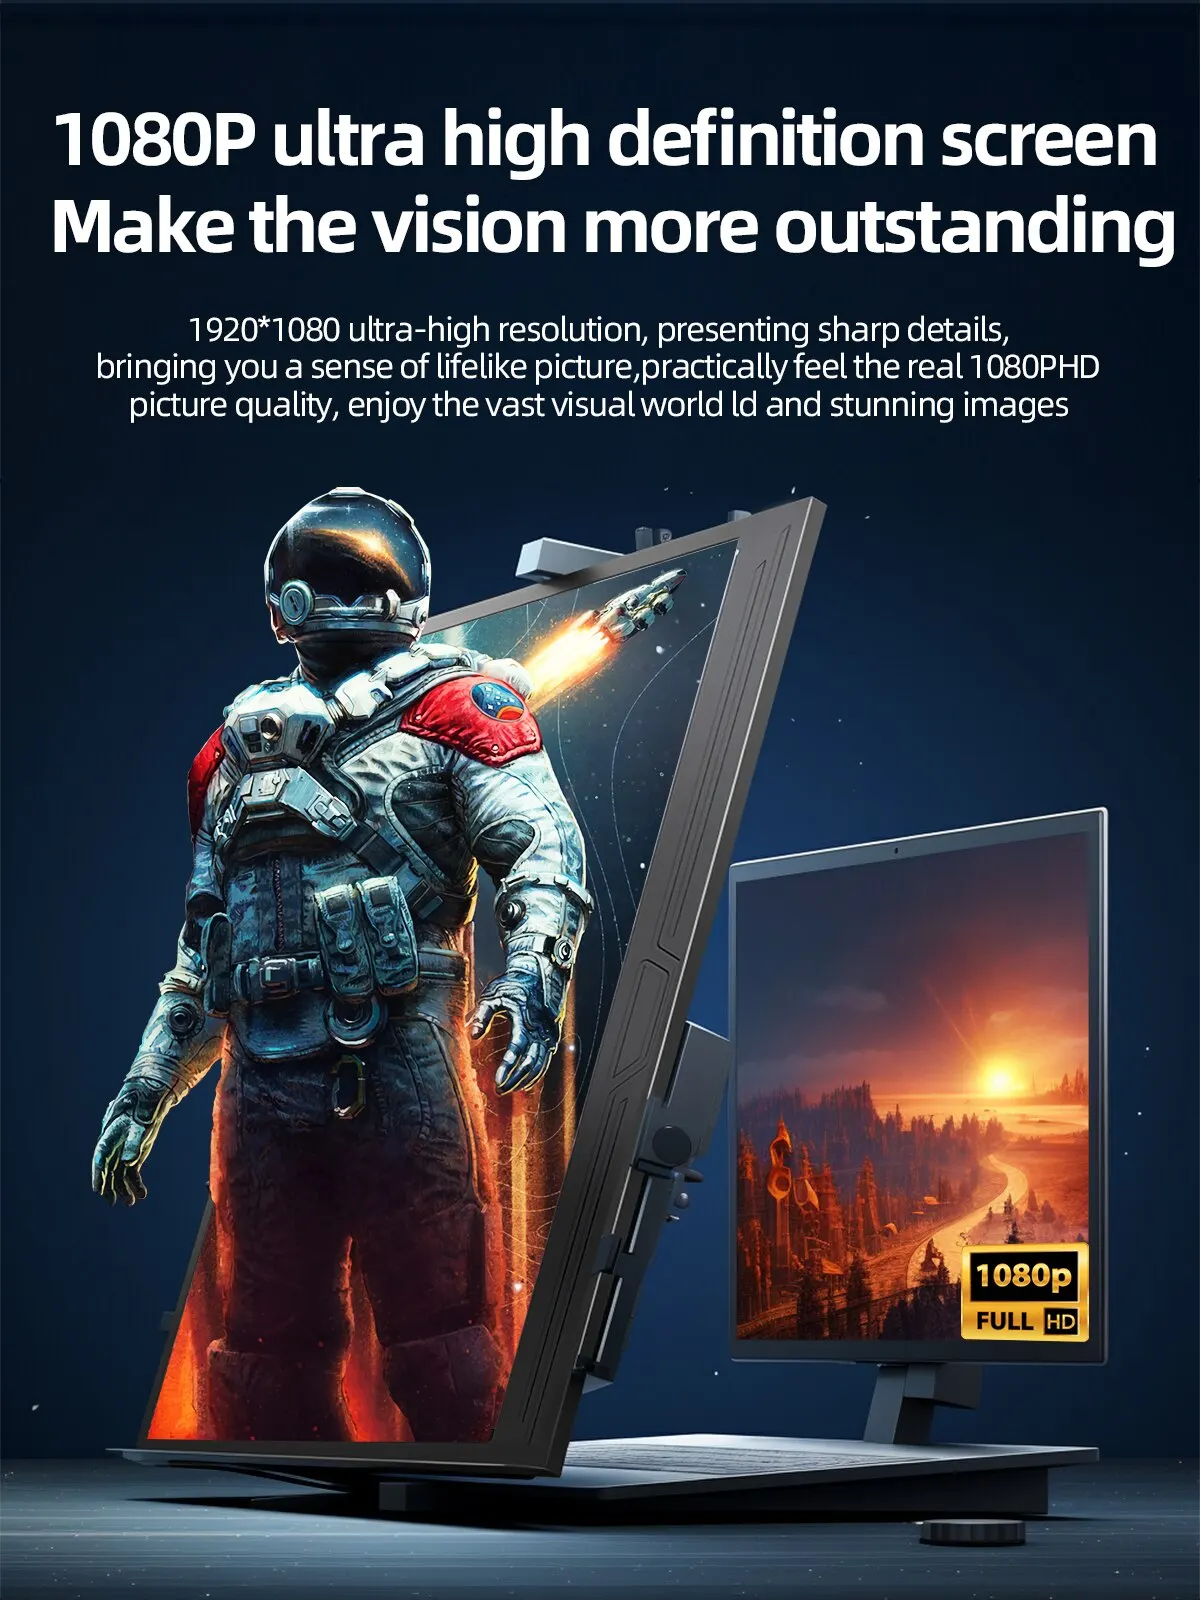 1080P ultra high definition screen
Make the vision more outstanding
1920*1080 ultra-high resolution, presenting sharp details,
bringing you a sense of lifelike picture,practically feel the real 1080PHD
picture quality, enjoy the vast visual world ld and stunning images
1080p
FULL HD